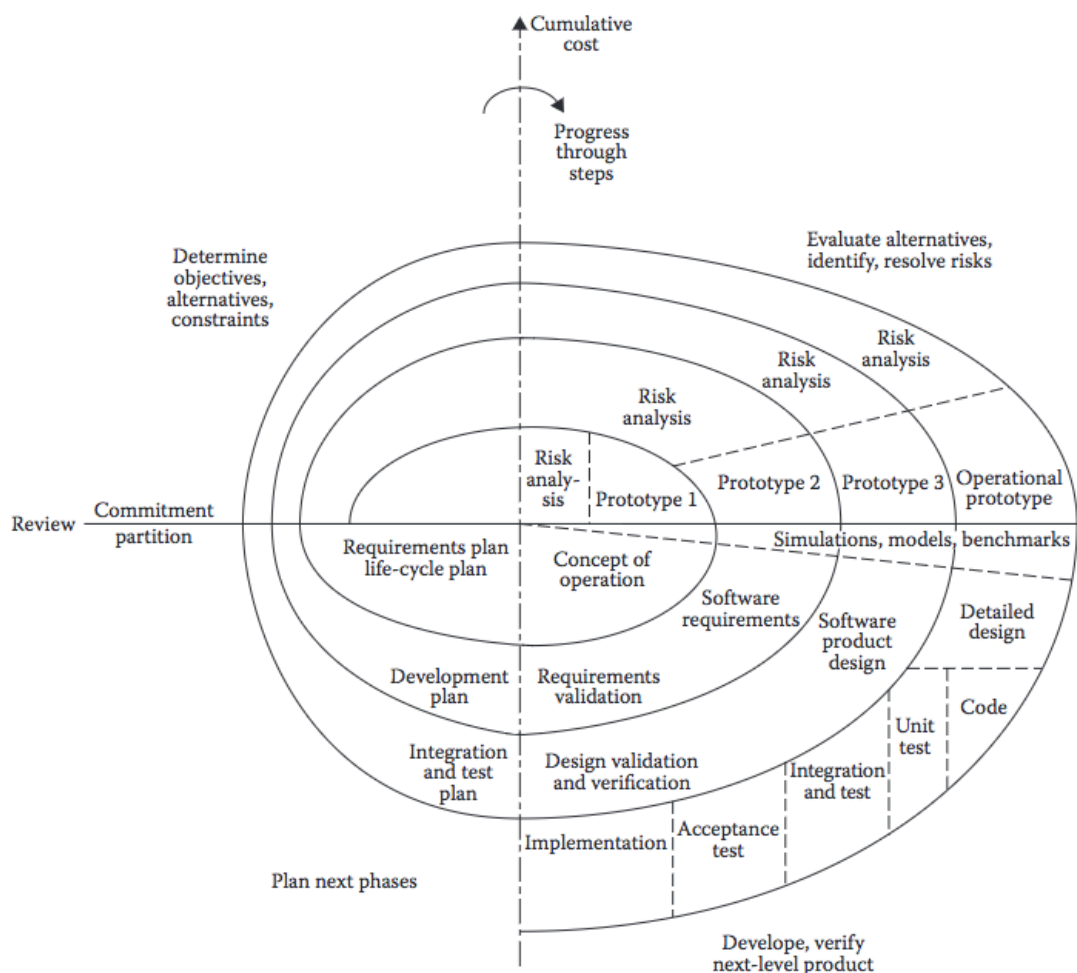 Cumulative
cost
Progress
through
steps
Determine
objectives,
alternatives,
constraints
Evaluate alternatives,
identify, resolve risks
Risk
analysis
Risk
analysis
Risk
analysis
Risk
analy-
sis
Prototype 1
Prototype 2
Prototype 3
Operational
prototype
Review
Commitment
partition
Simulations, models, benchmarks
Requirements plan
life-cycle plan
Concept of
operation
Software
requirements
Software
product
design
Detailed
design
Development
plan
Requirements
validation
Code
Unit
test
Integration
and test
plan
Design validation
and verification
Integration
and test
Acceptance
test
Implementation
Plan next phases
Develope, verify
next-level product